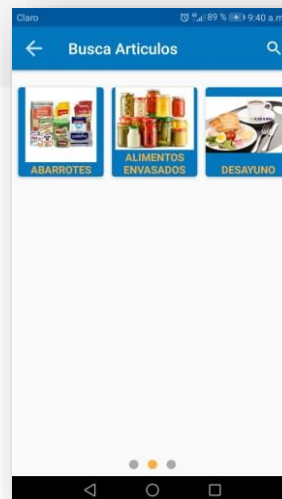 Claro 89 % 9:40 a.m
Busca Articulos
ABARROTES
ALIMENTOS
ENVASADOS
DESAYUNO